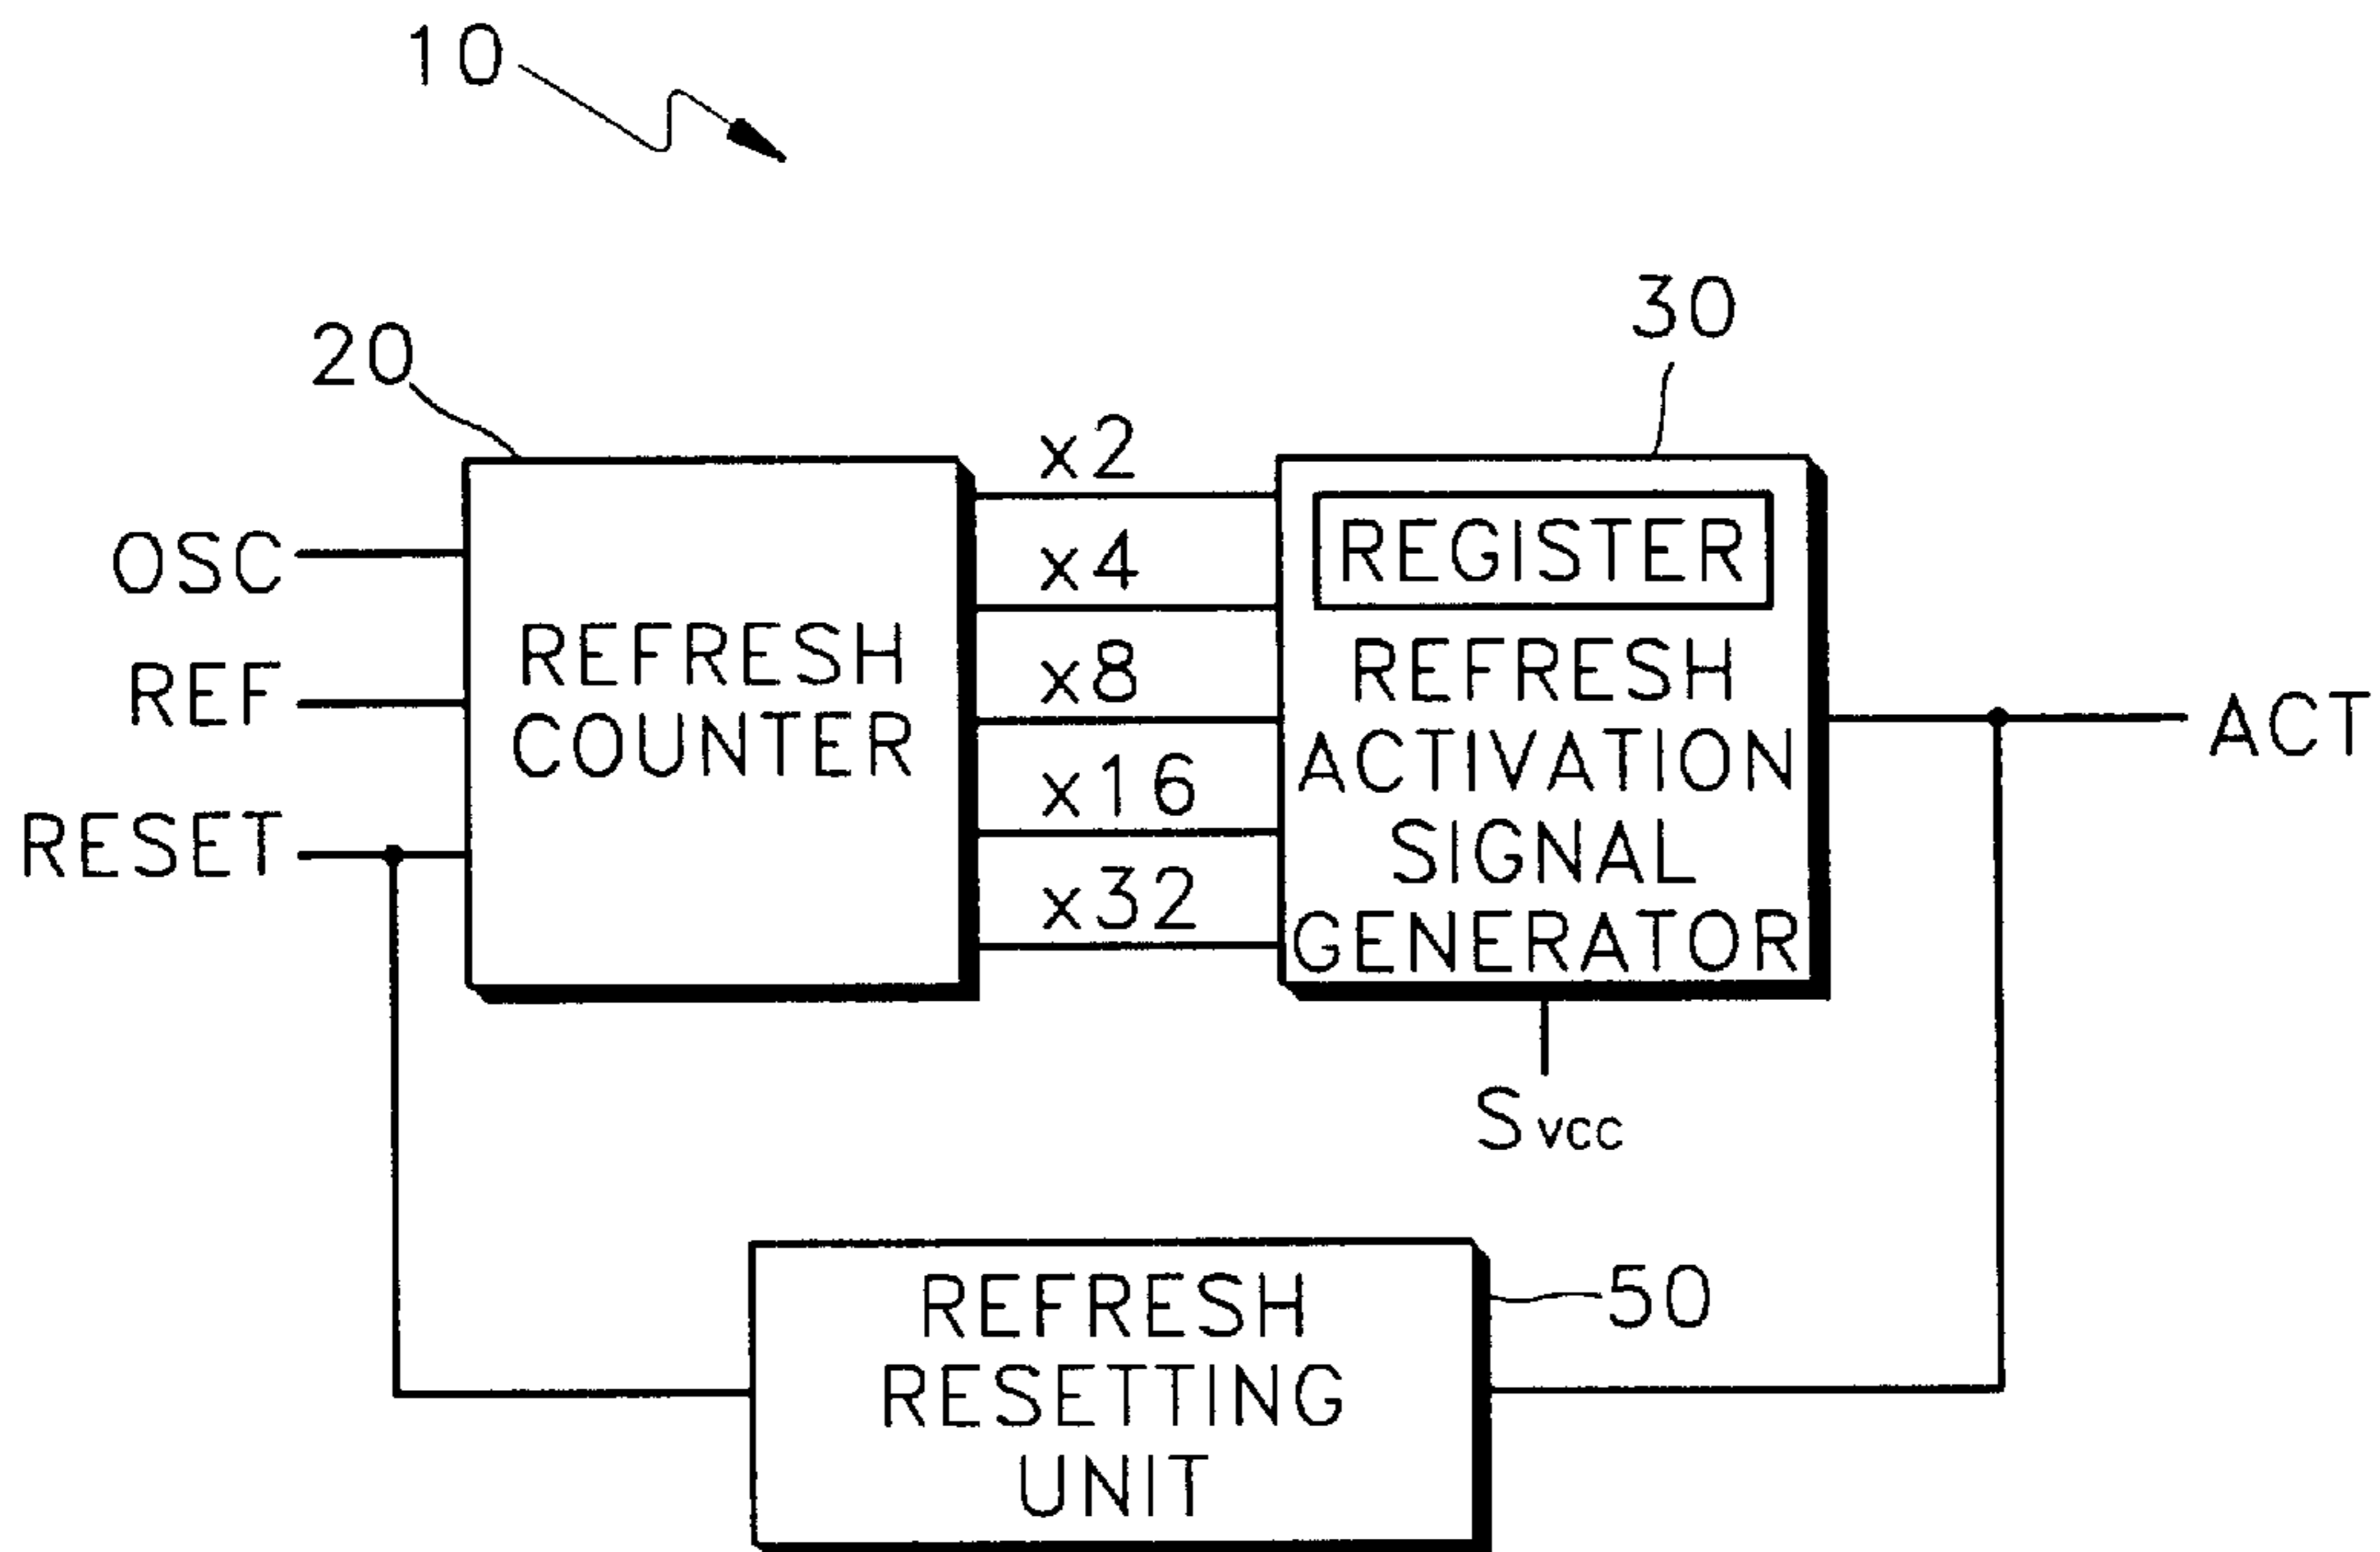 10
20
30
OSC
REF
RESET
REFRESH
COUNTER
x2
x4
x8
x16
x32
REGISTER
REFRESH
ACTIVATION
SIGNAL
GENERATOR
ACT
Svcc
REFRESH
RESETTING
UNIT
50